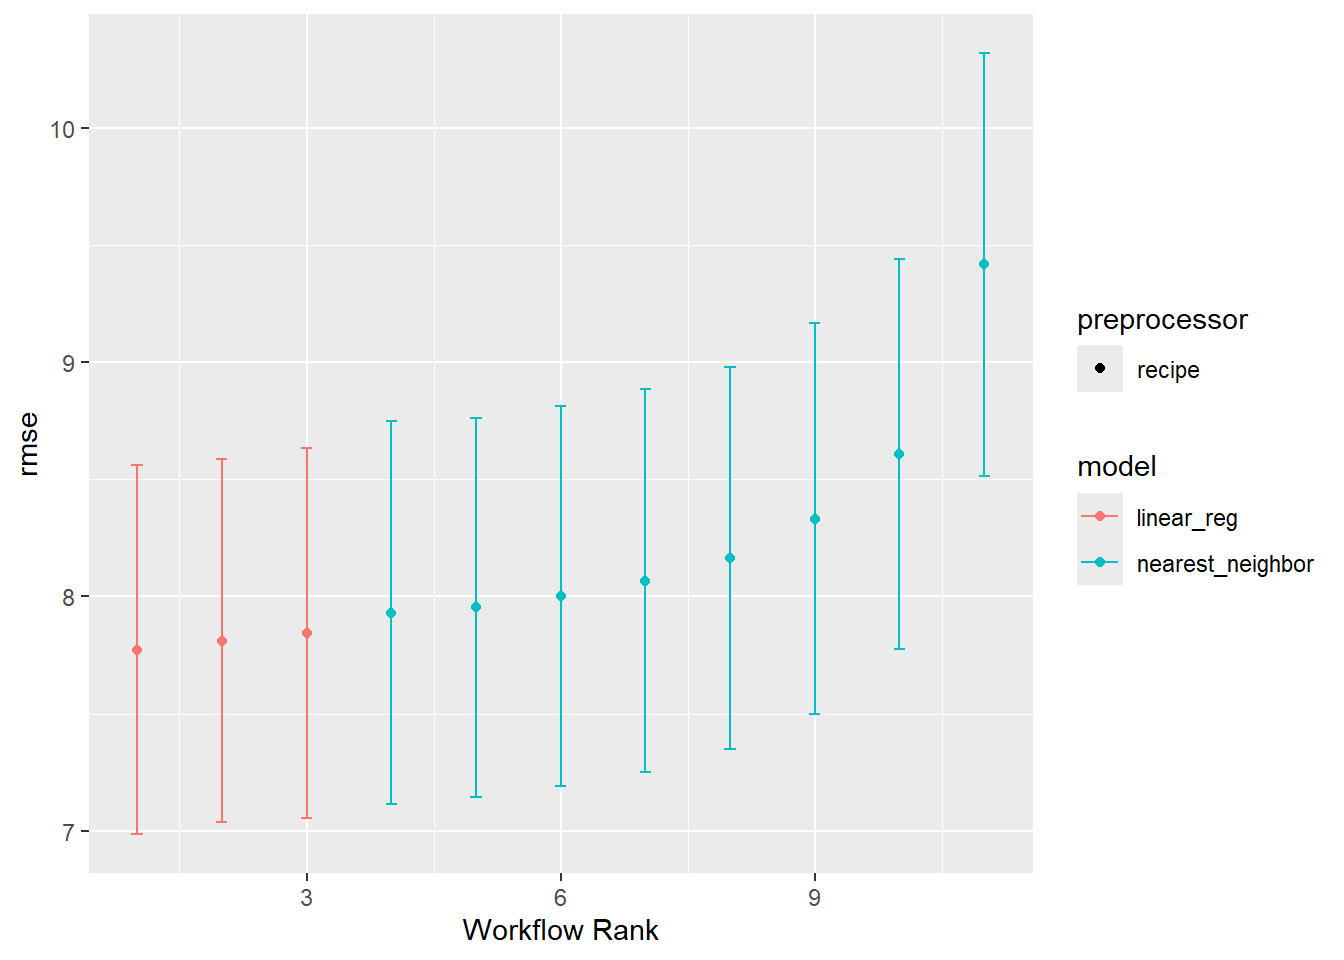 10
9
8
7
rmse
3
6
9
Workflow Rank
preprocessor
recipe
model
linear_reg
nearest_neighbor